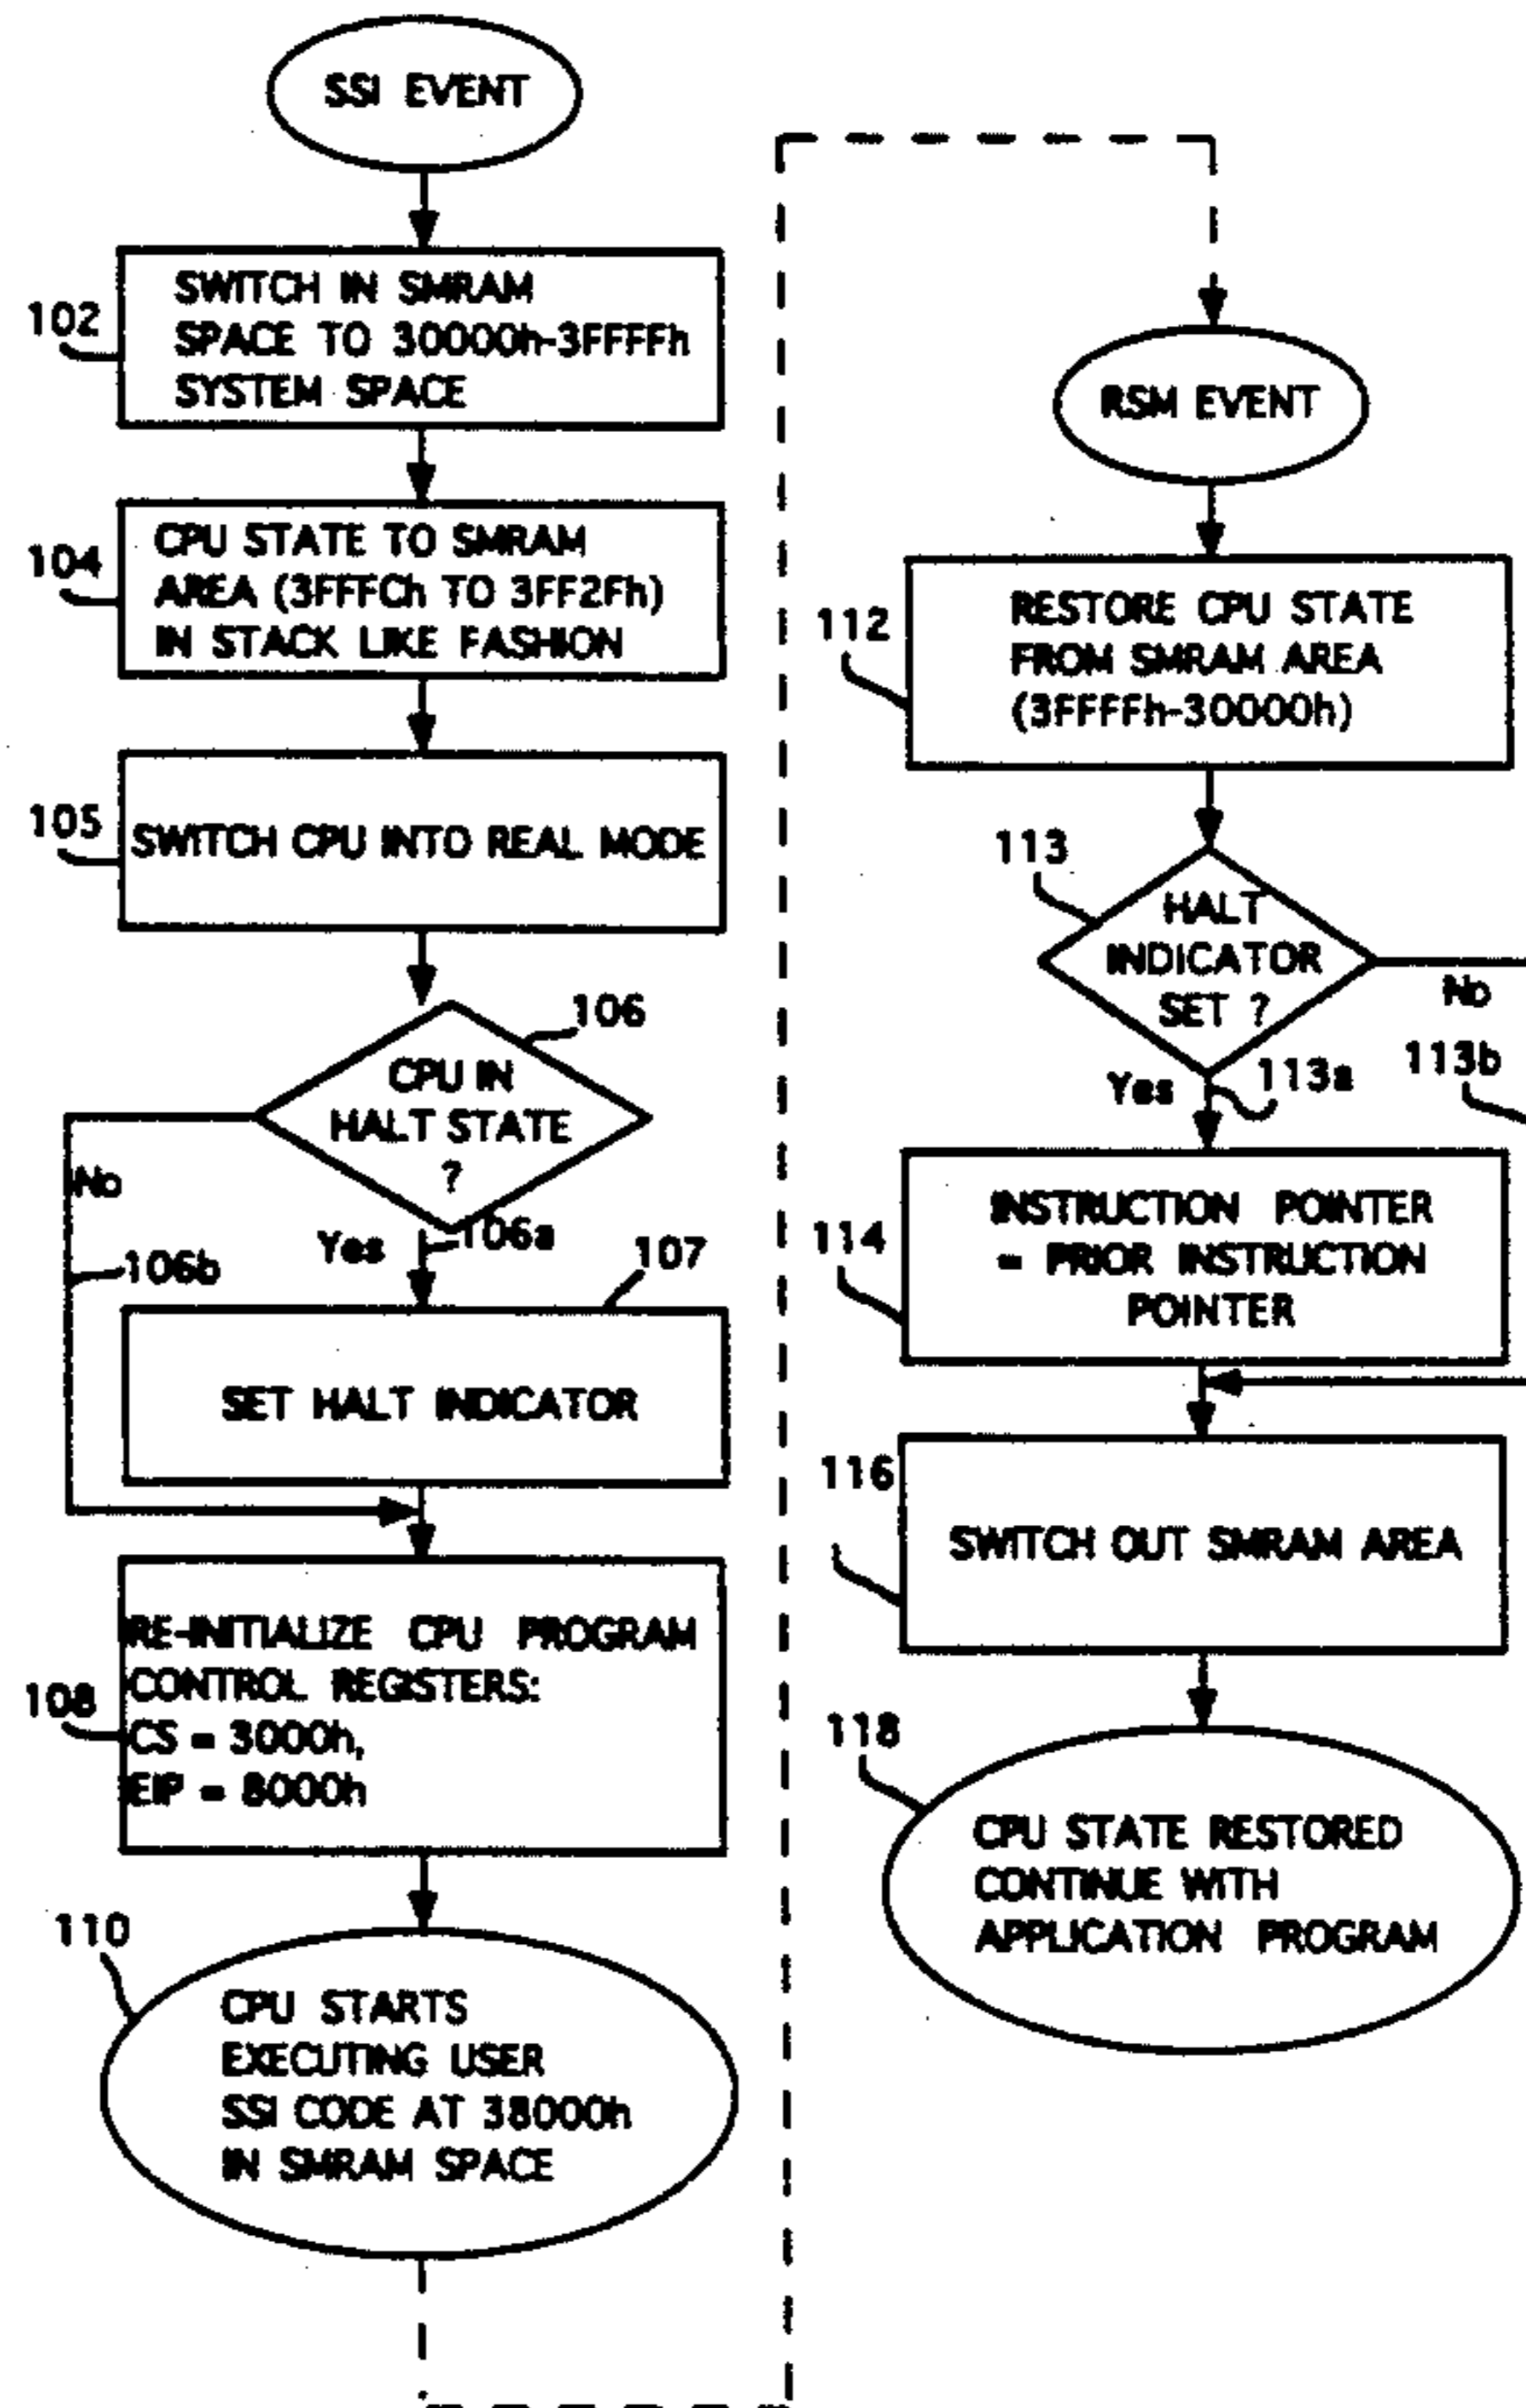 SSI EVENT
102
SWITCH IN SMRAM
SPACE TO 30000h-3FFFFh
SYSTEM SPACE
104
CPU STATE TO SMRAM
AREA (3FFFCh TO 3FF2Fh)
IN STACK LIKE FASHION
105
SWITCH CPU INTO REAL MODE
106
CPU IN
HALT STATE
?
No
Yes
106a
106b
107
SET HALT INDICATOR
108
RE-INITIALIZE CPU PROGRAM
CONTROL REGISTERS:
CS = 3000h,
EIP = 8000h
110
CPU STARTS
EXECUTING USER
SSI CODE AT 38000h
IN SMRAM SPACE
RSM EVENT
112
RESTORE CPU STATE
FROM SMRAM AREA
(3FFFFh-30000h)
113
HALT
INDICATOR
SET ?
No
Yes
113a
113b
114
INSTRUCTION POINTER
= PRIOR INSTRUCTION
POINTER
116
SWITCH OUT SMRAM AREA
118
CPU STATE RESTORED
CONTINUE WITH
APPLICATION PROGRAM